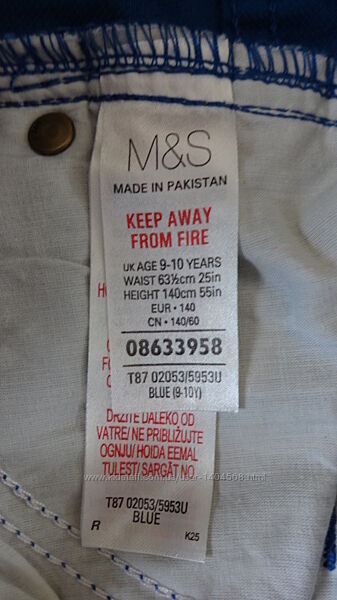 M&S
MADE IN PAKISTAN
KEEP AWAY
FROM FIRE
UK AGE 9-10 YEARS
WAIST 63½cm 25in
HEIGHT 140cm 55in
EUR • 140
CN • 140/60
08633958
T87 02053/5953U
BLUE (9-10Y)
DRŽITE DALEKO OD
VATRE/ NE PRIBLIŽUJTE
OGNJU/ HOIDA EEMAL
TULEST/ SARGĀT NO
T87 02053/5953U
BLUE
R K25